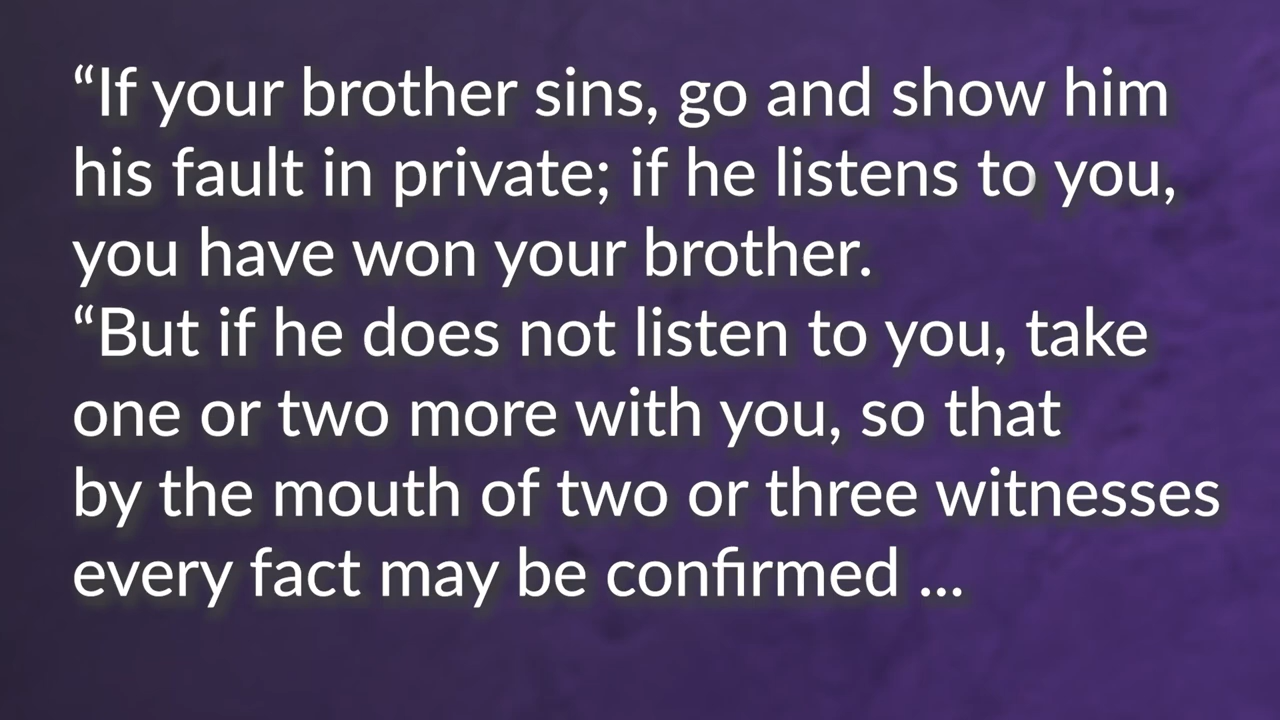 “If your brother sins, go and show him
his fault in private; if he listens to you,
you have won your brother.
“But if he does not listen to you, take
one or two more with you, so that
by the mouth of two or three witnesses
every fact may be confirmed ...